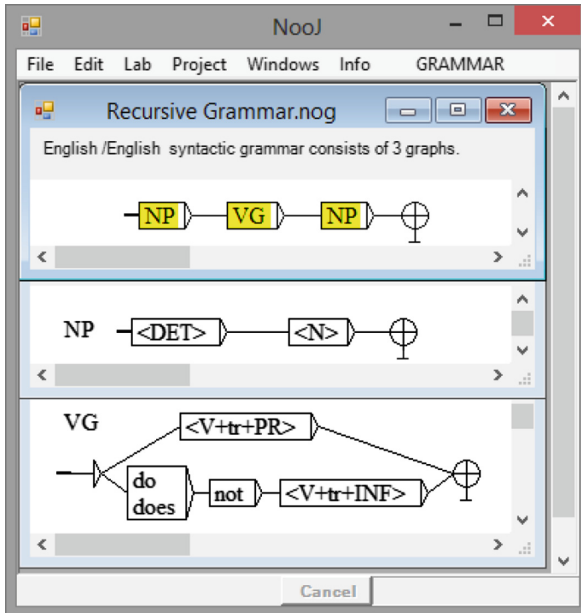 NooJ
File Edit Lab Project Windows Info GRAMMAR
Recursive Grammar.nog
English /English syntactic grammar consists of 3 graphs.
NP VG NP
NP <DET> <N>
VG <V+tr+PR>
do
does not <V+tr+INF>
Cancel